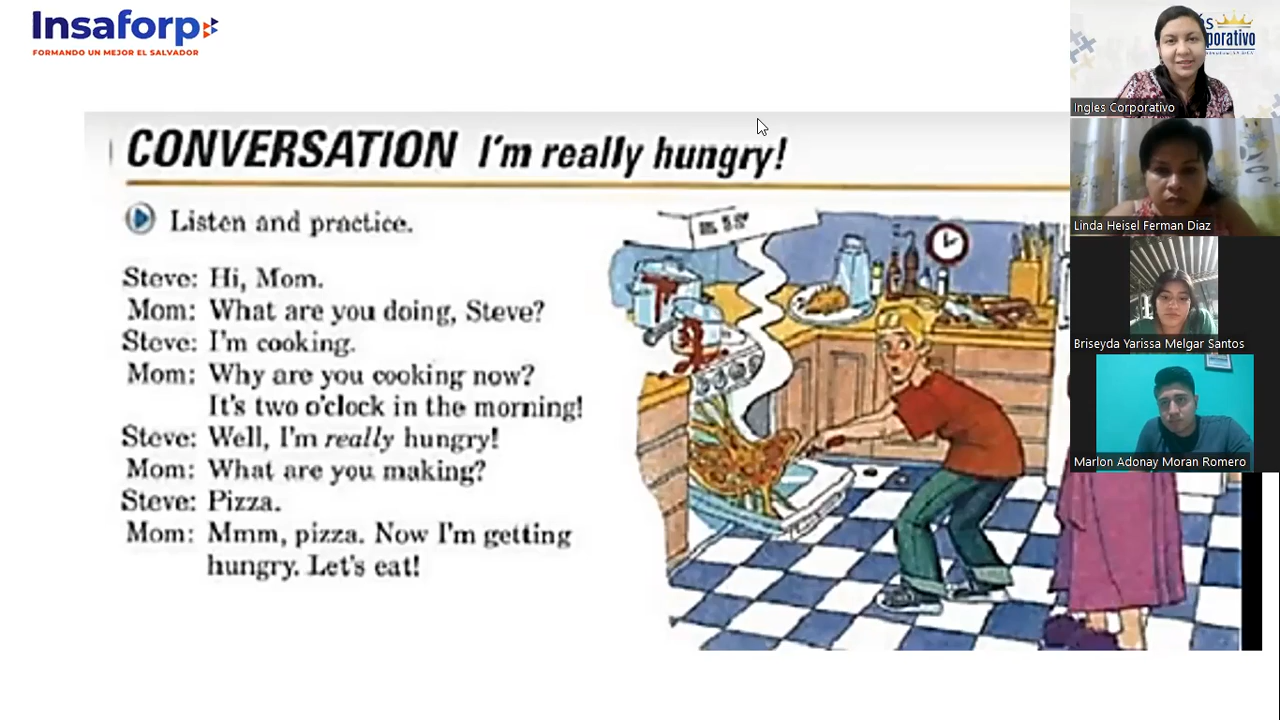 Insaforp
FORMANDO UN MEJOR EL SALVADOR
CONVERSATION I'm really hungry!
Listen and practice.
Steve: Hi, Mom.
Mom: What are you doing, Steve?
Steve: I'm cooking.
Mom: Why are you cooking now?
It's two o'clock in the morning!
Steve: Well, I'm really hungry!
Mom: What are you making?
Steve: Pizza.
Mom: Mmm, pizza. Now I'm getting
hungry. Let's eat!
Ingles Corporativo
Linda Heisel Ferman Diaz
Briseyda Yarissa Melgar Santos
Marlon Adonay Moran Romero